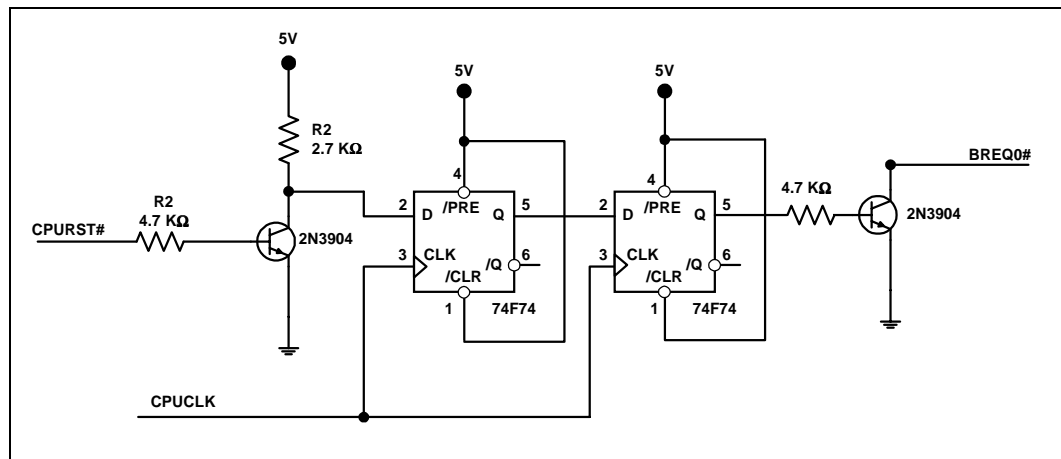 5V
5V
5V
R2
2.7 KΩ
BREQ0#
4
4
4.7 KΩ
R2
4.7 KΩ
CPURST#
2N3904
2
D
/PRE
Q
5
2
D
/PRE
Q
5
2N3904
3
CLK
/Q
6
3
CLK
/Q
6
/CLR
/CLR
1
74F74
1
74F74
CPUCLK